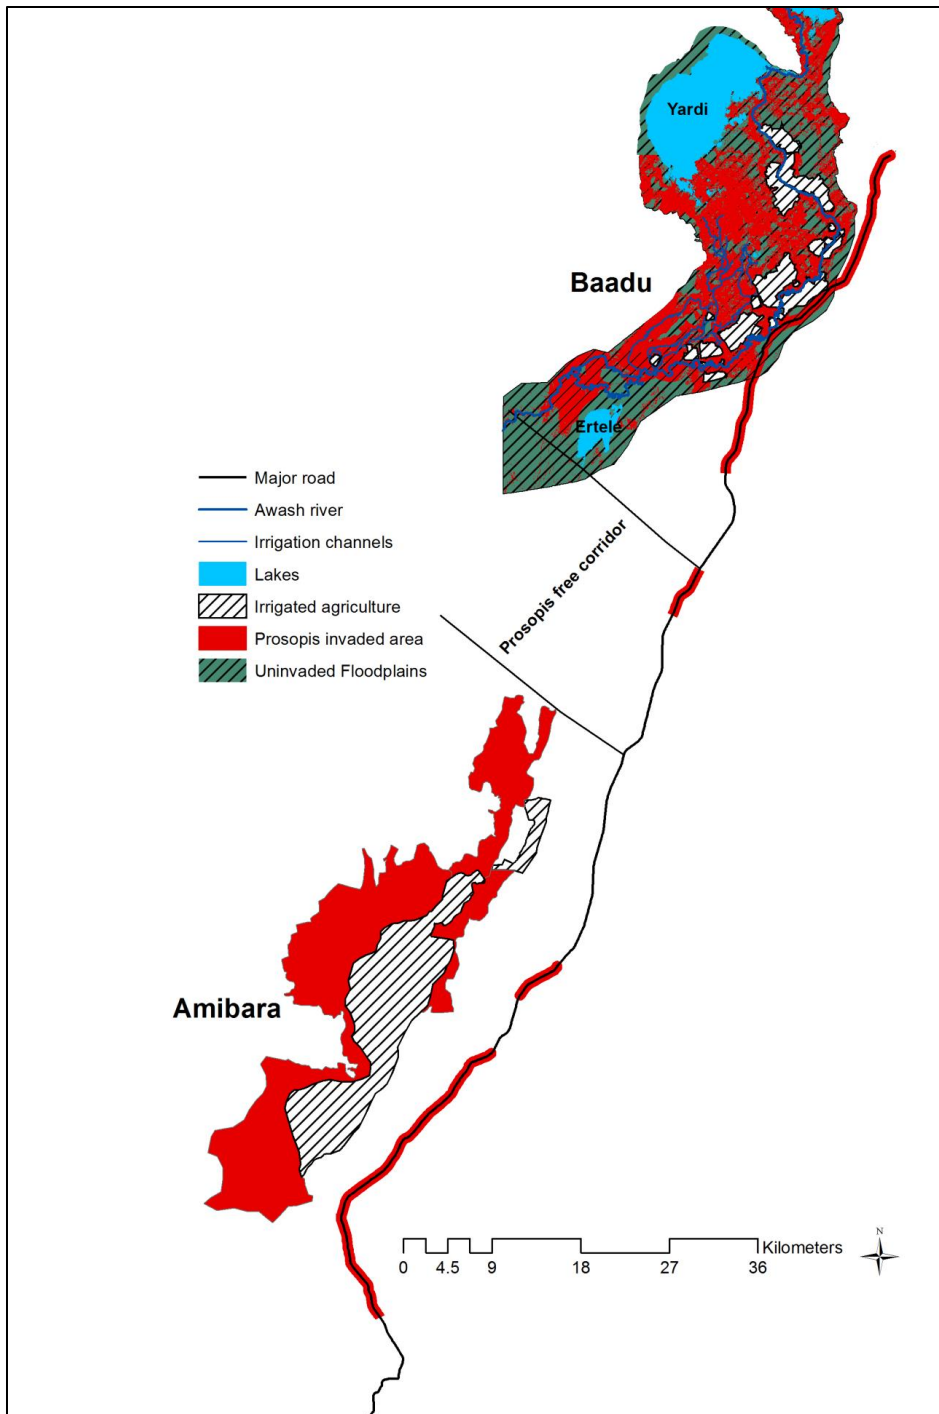 Yardi
Baadu
Ertele
Major road
Awash river
Irrigation channels
Lakes
Irrigated agriculture
Prosopis invaded area
Uninvaded Floodplains
Prosopis free corridor
Amibara
N
Kilometers
0 4.5 9 18 27 36